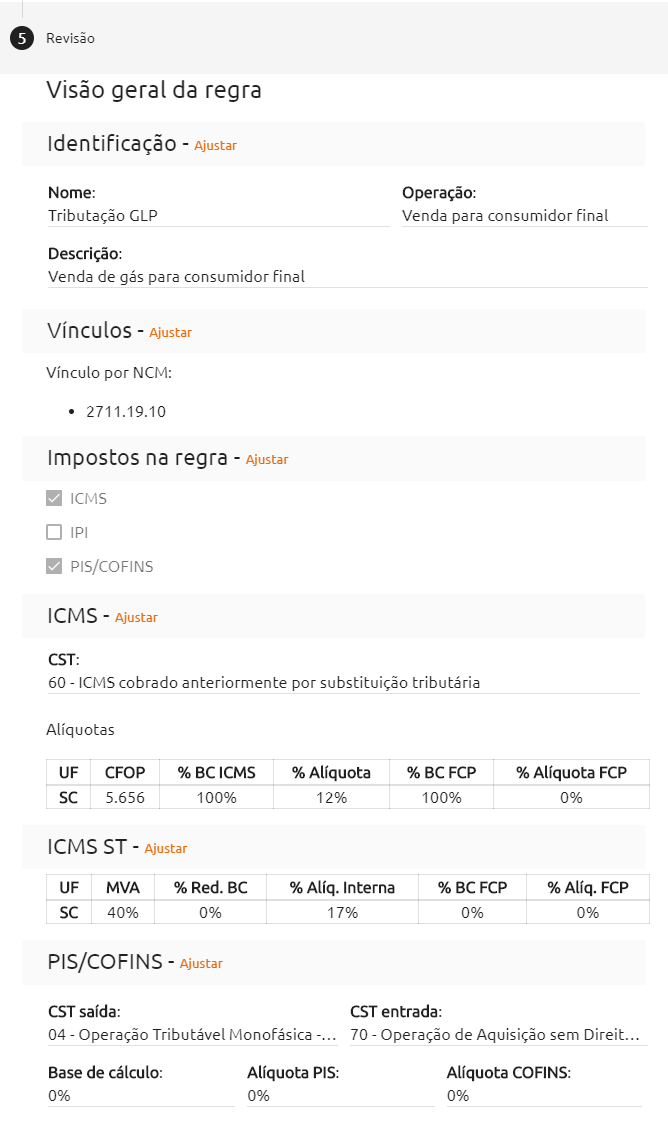 5 Revisão
Visão geral da regra
Identificação - Ajustar
Nome: Operação:
Tributação GLP Venda para consumidor final
Descrição:
Venda de gás para consumidor final
Vínculos - Ajustar
Vínculo por NCM:
• 2711.19.10
Impostos na regra - Ajustar
ICMS
IPI
PIS/COFINS
ICMS - Ajustar
CST:
60 - ICMS cobrado anteriormente por substituição tributária
Alíquotas
UF CFOP % BC ICMS % Alíquota % BC FCP % Alíquota FCP
SC 5.656 100% 12% 100% 0%
ICMS ST - Ajustar
UF MVA % Red. BC % Alíq. Interna % BC FCP % Alíq. FCP
SC 40% 0% 17% 0% 0%
PIS/COFINS - Ajustar
CST saída: CST entrada:
04 - Operação Tributável Monofásica -... 70 - Operação de Aquisição sem Direit...
Base de cálculo: Alíquota PIS: Alíquota COFINS:
0% 0% 0%